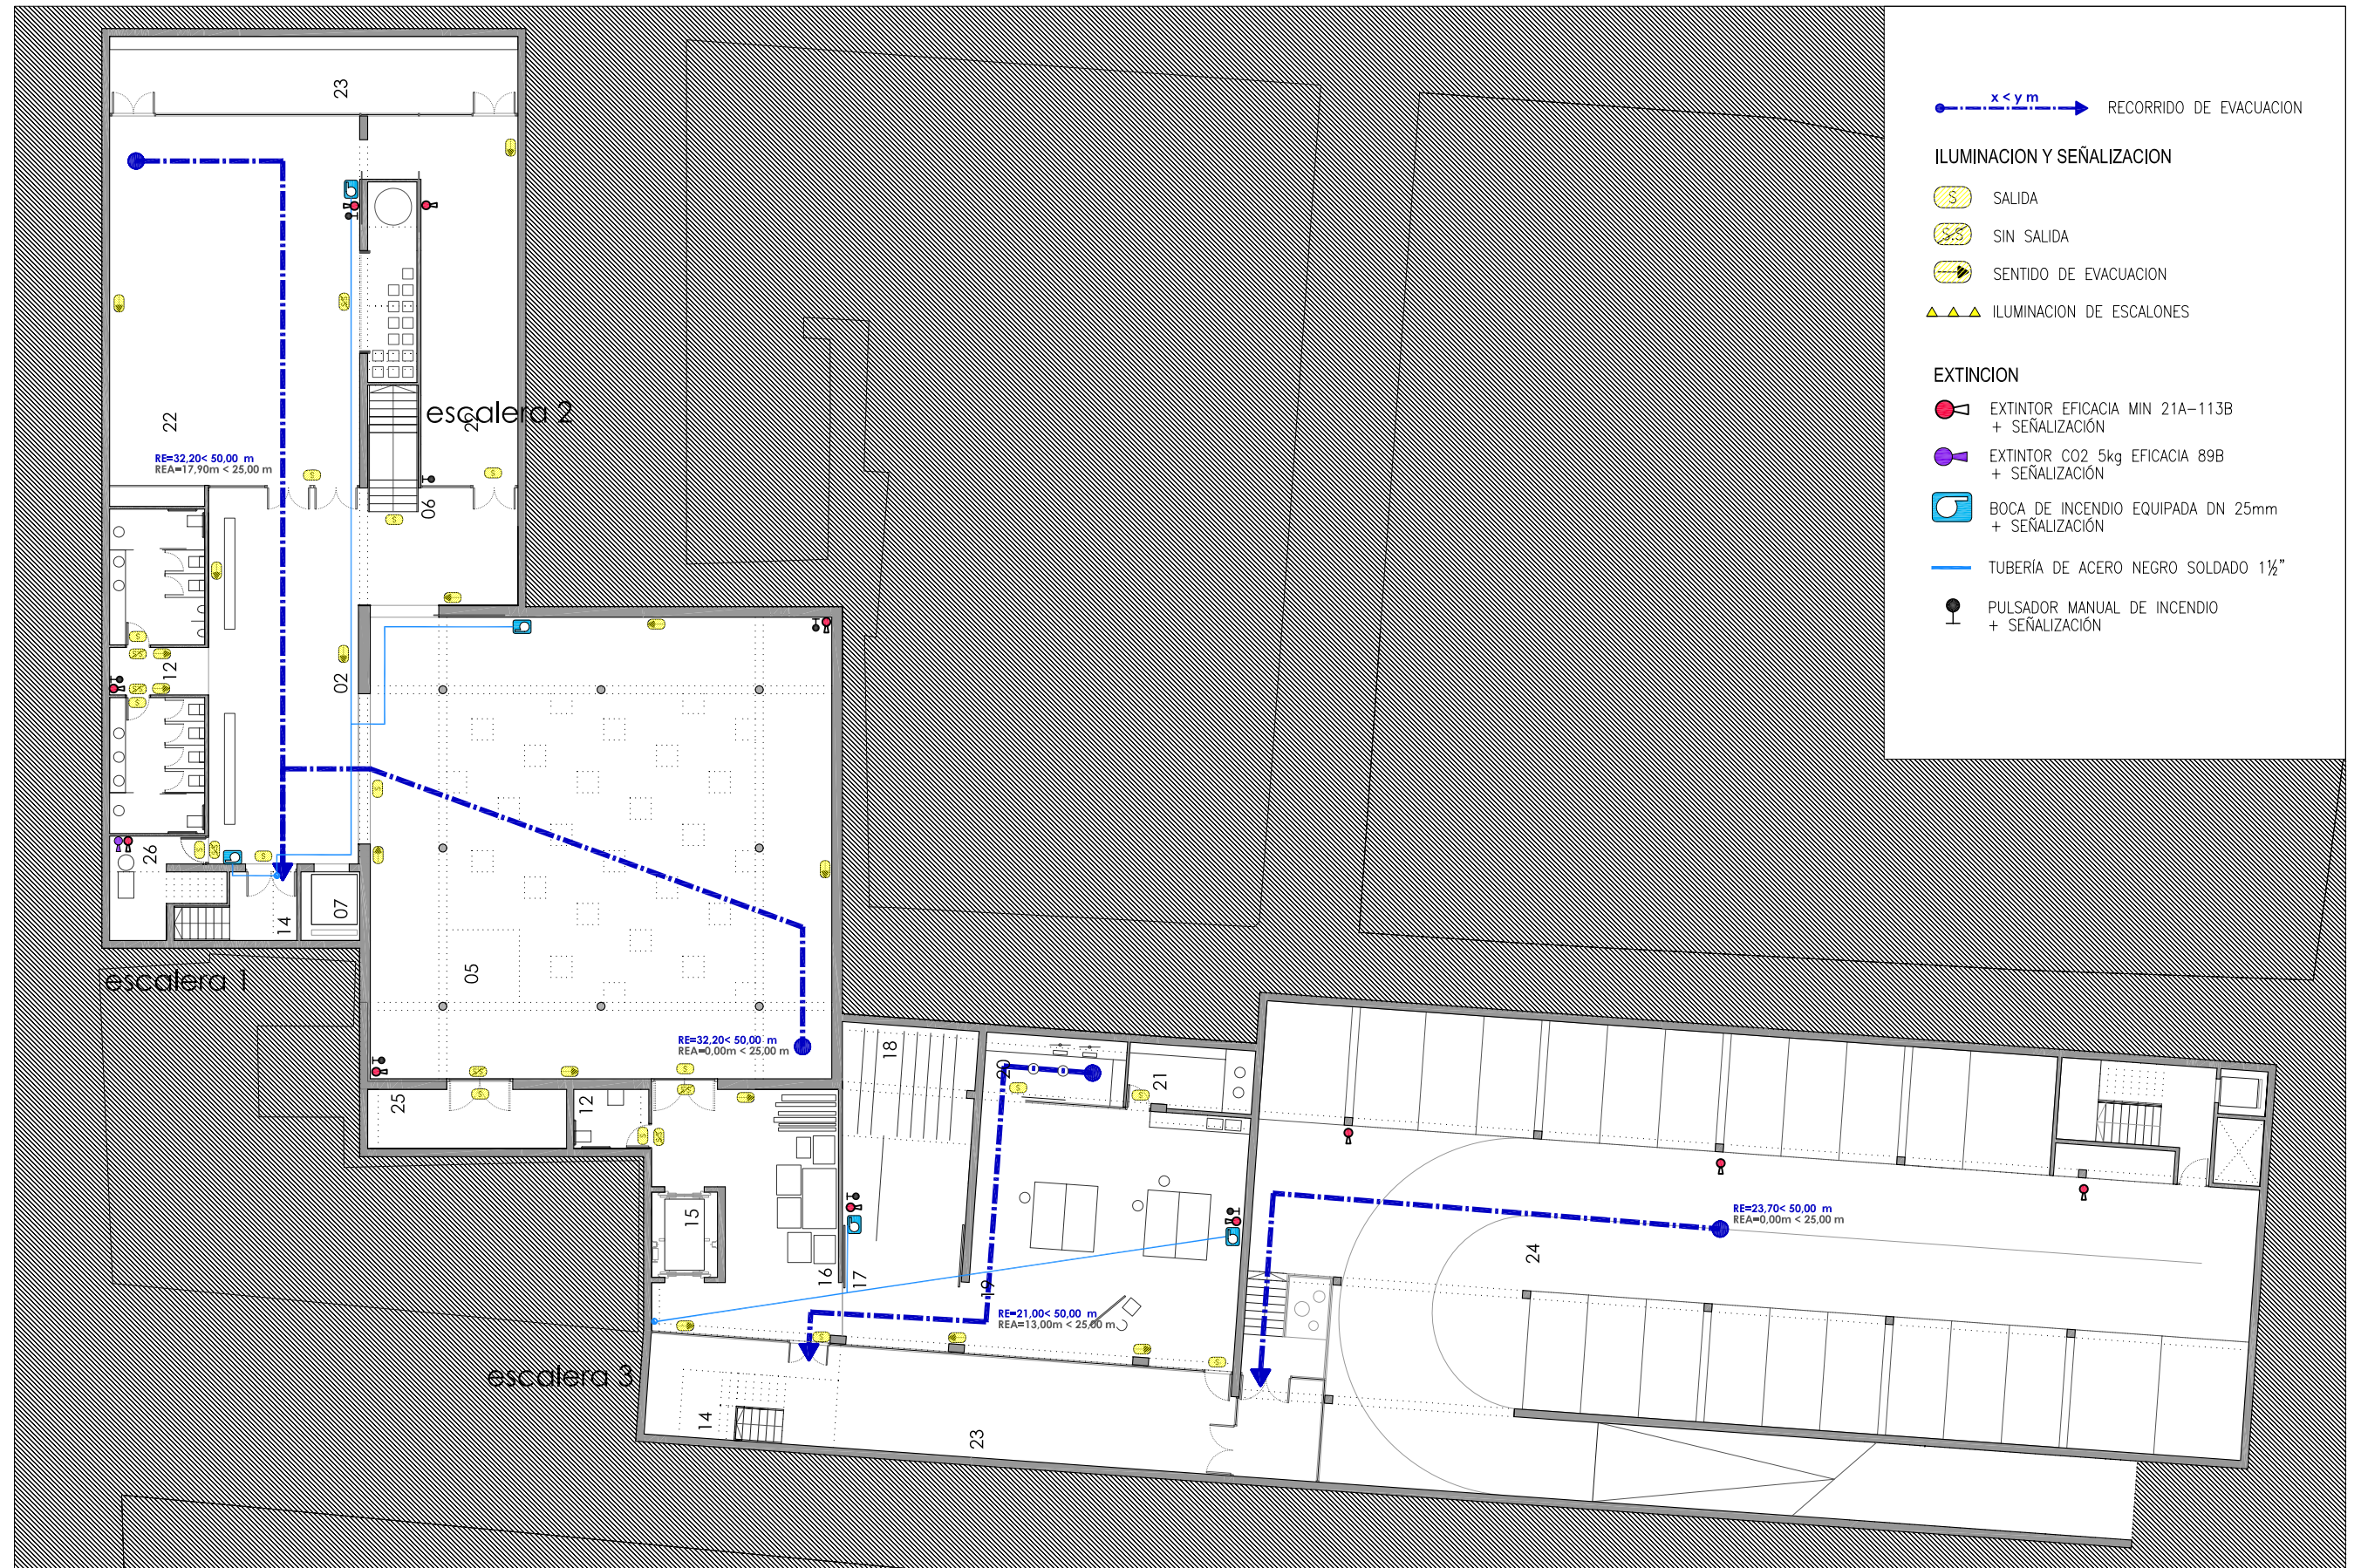 x < y m
RECORRIDO DE EVACUACION
ILUMINACION Y SEÑALIZACION
S
SALIDA
S.S
SIN SALIDA
SENTIDO DE EVACUACION
ILUMINACION DE ESCALONES
EXTINCION
EXTINTOR EFICACIA MIN 21A-113B
+ SEÑALIZACIÓN
EXTINTOR CO2 5kg EFICACIA 89B
+ SEÑALIZACIÓN
BOCA DE INCENDIO EQUIPADA DN 25mm
+ SEÑALIZACIÓN
TUBERÍA DE ACERO NEGRO SOLDADO 1½"
PULSADOR MANUAL DE INCENDIO
+ SEÑALIZACIÓN
23
22
escalera 2
RE=32,20< 50,00 m
REA=17,90m < 25,00 m
06
12
02
26
07
14
escalera 1
05
RE=32,20< 50,00 m
REA=0,00m < 25,00 m
25
12
18
20
21
15
16
17
19
RE=21,00< 50,00 m
REA=13,00m < 25,00 m
RE=23,70< 50,00 m
REA=0,00m < 25,00 m
24
escalera 3
14
23